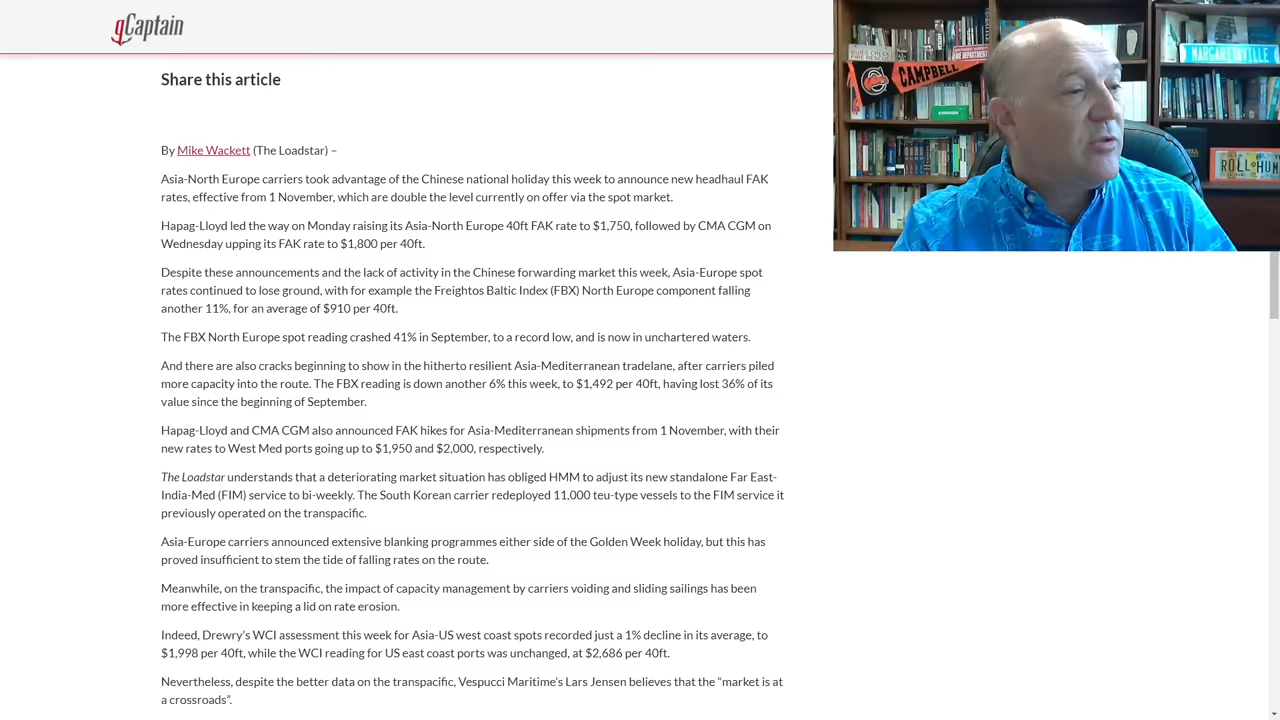 gCaptain
Share this article
By Mike Wackett (The Loadstar) –
Asia-North Europe carriers took advantage of the Chinese national holiday this week to announce new headhaul FAK
rates, effective from 1 November, which are double the level currently on offer via the spot market.
Hapag-Lloyd led the way on Monday raising its Asia-North Europe 40ft FAK rate to $1,750, followed by CMA CGM on
Wednesday upping its FAK rate to $1,800 per 40ft.
Despite these announcements and the lack of activity in the Chinese forwarding market this week, Asia-Europe spot
rates continued to lose ground, with for example the Freightos Baltic Index (FBX) North Europe component falling
another 11%, for an average of $910 per 40ft.
The FBX North Europe spot reading crashed 41% in September, to a record low, and is now in unchartered waters.
And there are also cracks beginning to show in the hitherto resilient Asia-Mediterranean tradelane, after carriers piled
more capacity into the route. The FBX reading is down another 6% this week, to $1,492 per 40ft, having lost 36% of its
value since the beginning of September.
Hapag-Lloyd and CMA CGM also announced FAK hikes for Asia-Mediterranean shipments from 1 November, with their
new rates to West Med ports going up to $1,950 and $2,000, respectively.
The Loadstar understands that a deteriorating market situation has obliged HMM to adjust its new standalone Far East-
India-Med (FIM) service to bi-weekly. The South Korean carrier redeployed 11,000 teu-type vessels to the FIM service it
previously operated on the transpacific.
Asia-Europe carriers announced extensive blanking programmes either side of the Golden Week holiday, but this has
proved insufficient to stem the tide of falling rates on the route.
Meanwhile, on the transpacific, the impact of capacity management by carriers voiding and sliding sailings has been
more effective in keeping a lid on rate erosion.
Indeed, Drewry's WCI assessment this week for Asia-US west coast spots recorded just a 1% decline in its average, to
$1,998 per 40ft, while the WCI reading for US east coast ports was unchanged, at $2,686 per 40ft.
Nevertheless, despite the better data on the transpacific, Vespucci Maritime's Lars Jensen believes that the “market is at
a crossroads”.
CAMPBELL
MARGARITAVILLE